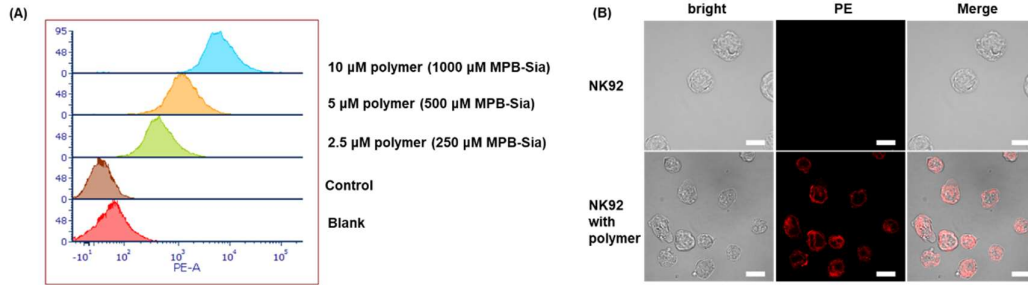 (A)
95
48
0
48
0
48
0
48
0
48
0
-10¹ 10² 10³ 10⁴ 10⁵
PE-A
10 µM polymer (1000 µM MPB-Sia)
5 µM polymer (500 µM MPB-Sia)
2.5 µM polymer (250 µM MPB-Sia)
Control
Blank
(B)
bright PE Merge
NK92
NK92
with
polymer